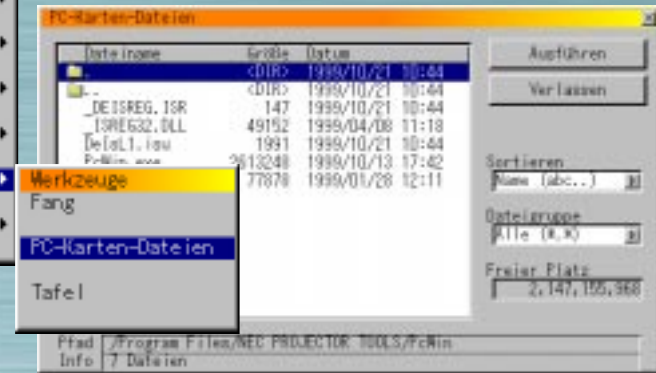 PC-Karten-Dateien
Dateiname Größe Datum
. <DIR> 1999/10/21 10:44
.. <DIR> 1999/10/21 10:44
_DEISREG.ISR 147 1999/10/21 10:44
_ISREG32.DLL 49152 1999/04/08 11:18
DeIsL1.isu 1991 1999/10/21 10:44
PcWin.exe 2613248 1999/10/13 17:42
77878 1999/01/28 12:11
Ausführen
Verlassen
Sortieren
Name (abc..)
Dateigruppe
Alle (*.*)
Freier Platz
2,147,155,968
Werkzeuge
Fang
PC-Karten-Dateien
Tafel
Pfad /Program Files/NEC PROJECTOR TOOLS/PcWin
Info 7 Dateien